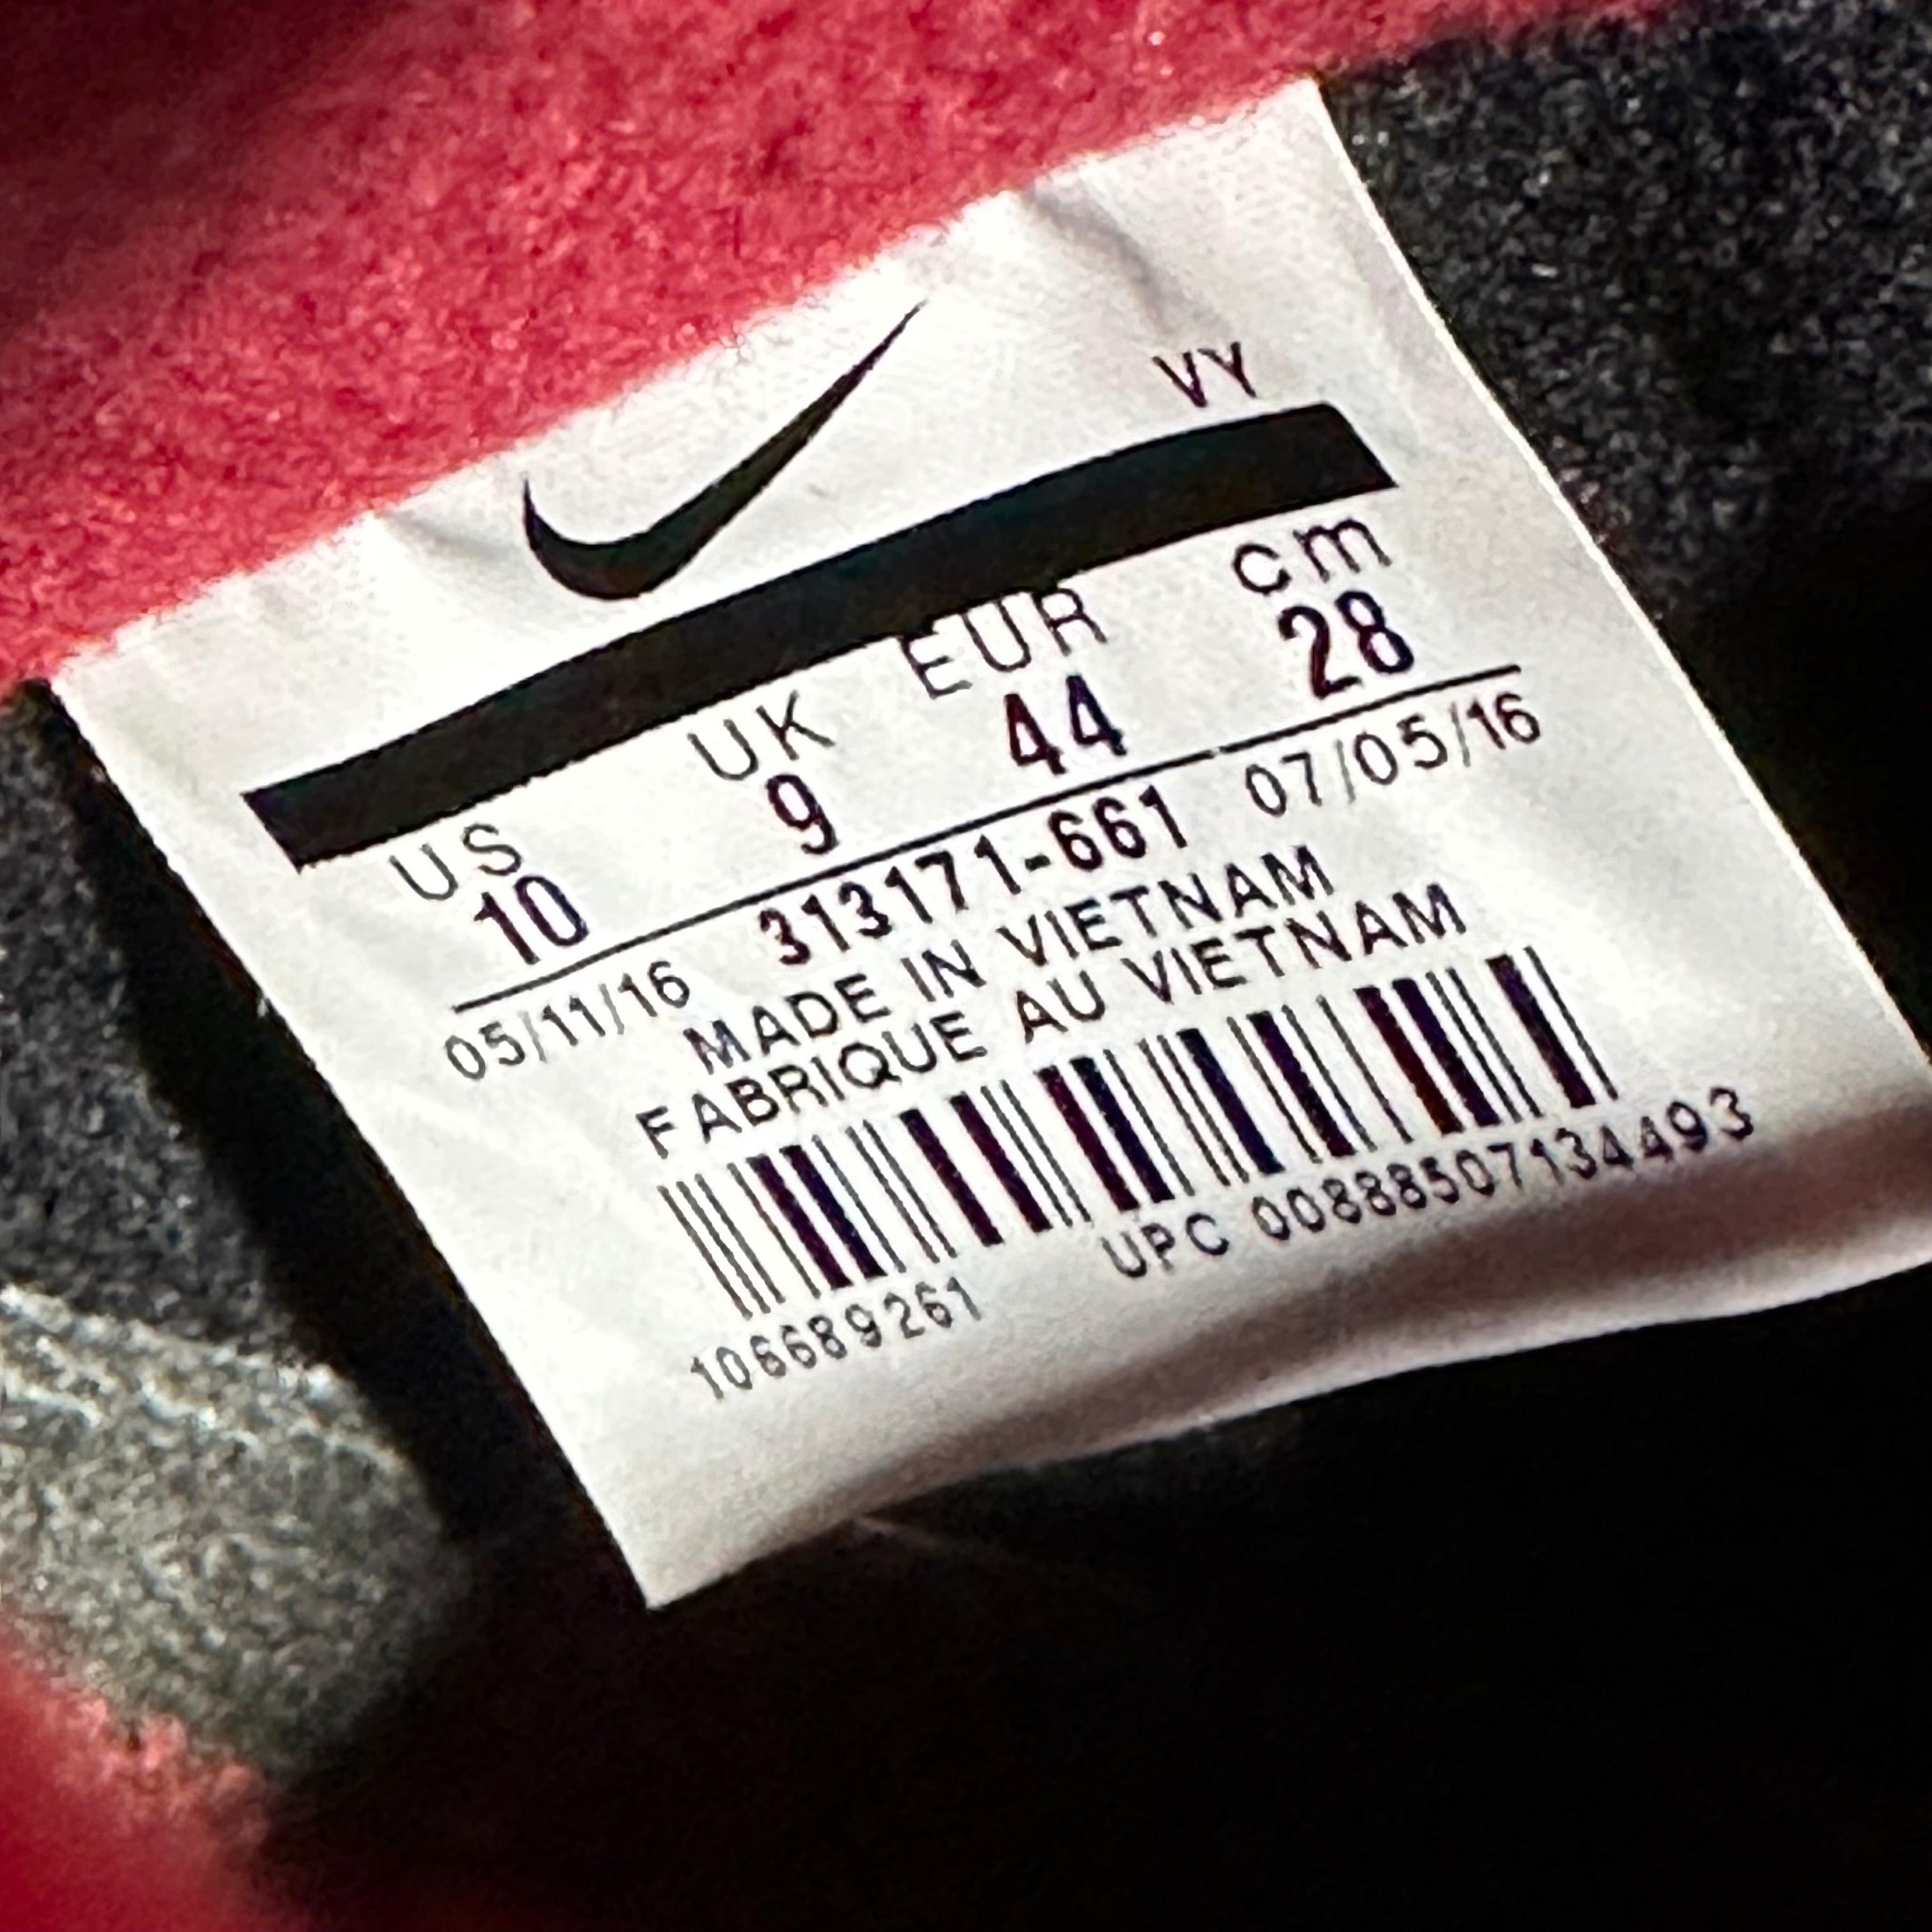 VY
US UK EUR cm
10 9 44 28
05/11/16 313171-661 07/05/16
MADE IN VIETNAM
FABRIQUE AU VIETNAM
106689261 UPC 00888507134493